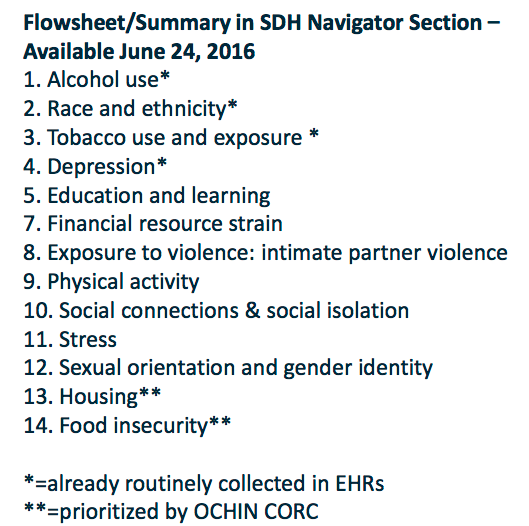 Flowsheet/Summary in SDH Navigator Section –
Available June 24, 2016
1. Alcohol use*
2. Race and ethnicity*
3. Tobacco use and exposure *
4. Depression*
5. Education and learning
7. Financial resource strain
8. Exposure to violence: intimate partner violence
9. Physical activity
10. Social connections & social isolation
11. Stress
12. Sexual orientation and gender identity
13. Housing**
14. Food insecurity**
*=already routinely collected in EHRs
**=prioritized by OCHIN CORC